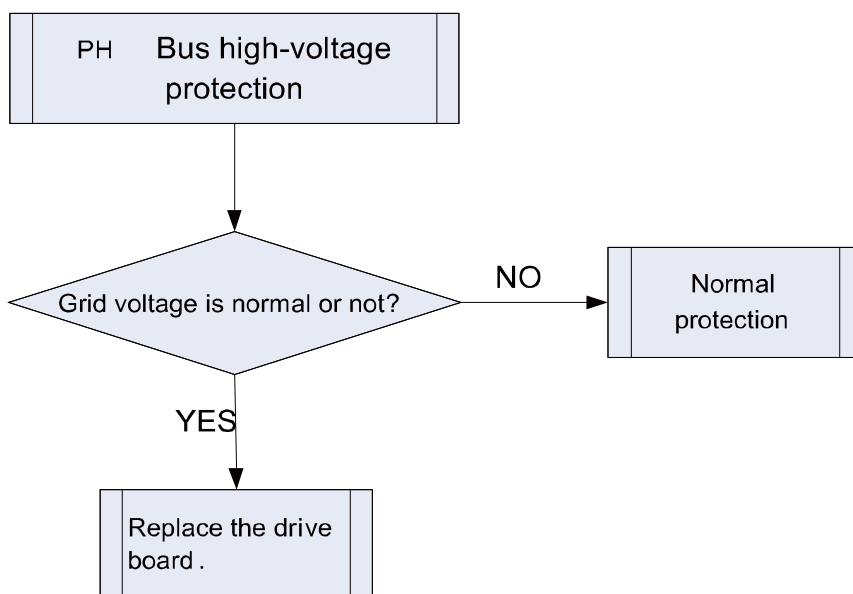 PH Bus high-voltage
protection
Grid voltage is normal or not?
NO
Normal
protection
YES
Replace the drive
board .